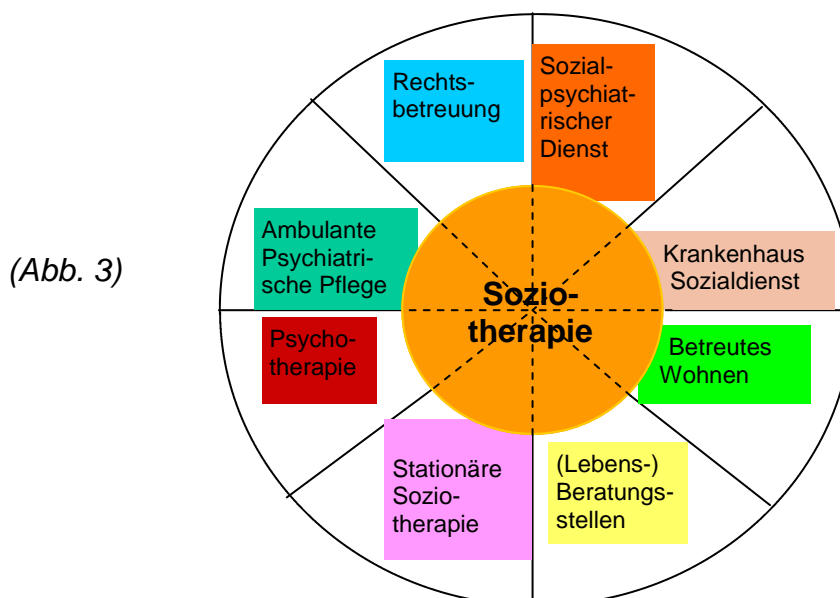 Rechts-
betreuung
Sozial-
psychiat-
rischer
Dienst
Ambulante
Psychiatri-
sche Pflege
Krankenhaus
Sozialdienst
(Abb. 3)
Sozio-
therapie
Psycho-
therapie
Betreutes
Wohnen
Stationäre
Sozio-
therapie
(Lebens-)
Beratungs-
stellen